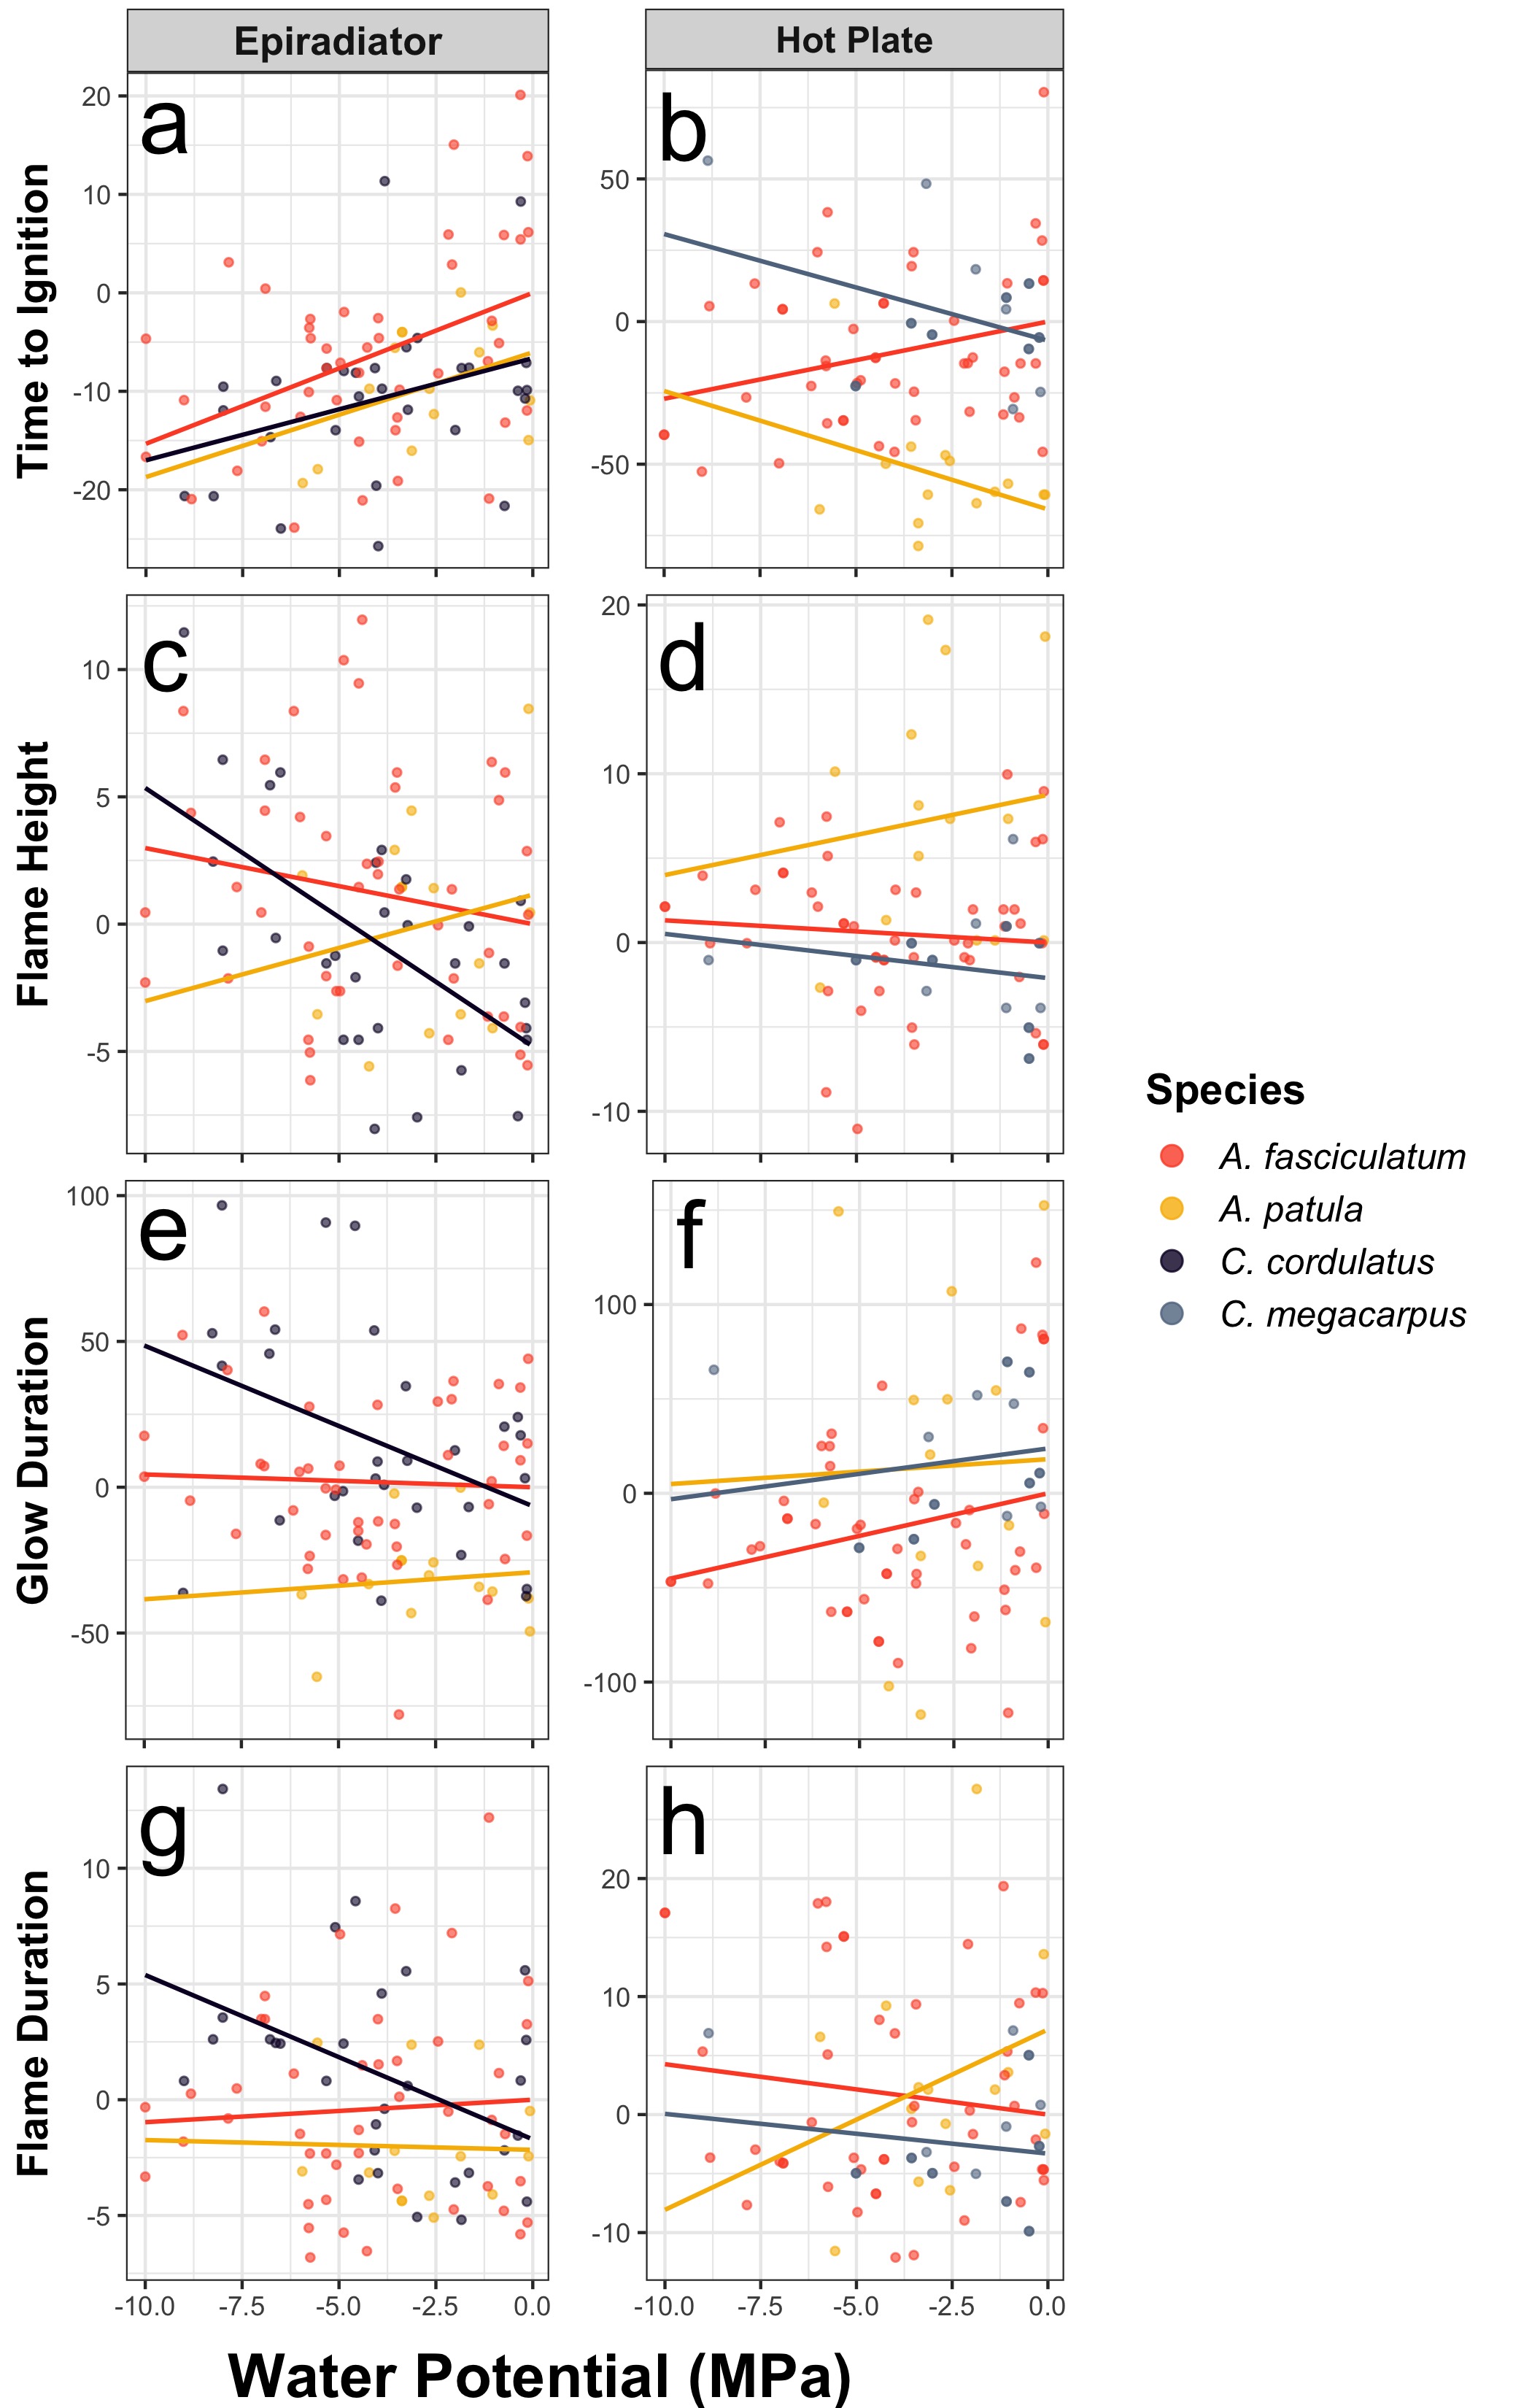 Epiradiator
Hot Plate
a
b
Time to Ignition
20
10
0
-10
-20
50
0
-50
c
d
Flame Height
10
5
0
-5
20
10
0
-10
e
f
Glow Duration
100
50
0
-50
100
0
-100
g
h
Flame Duration
10
5
0
-5
20
10
0
-10
-10.0 -7.5 -5.0 -2.5 0.0
-10.0 -7.5 -5.0 -2.5 0.0
Water Potential (MPa)
Species
A. fasciculatum
A. patula
C. cordulatus
C. megacarpus